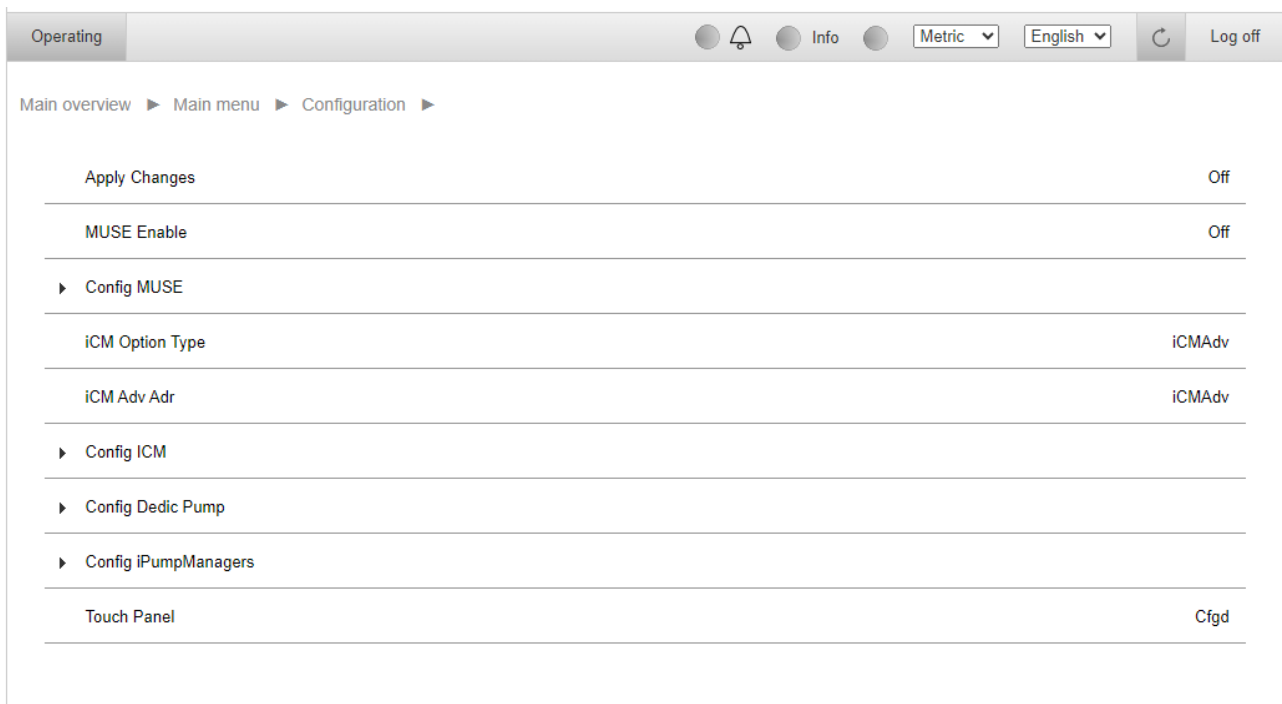 Operating Info Metric English Log off
Main overview ► Main menu ► Configuration ►
Apply Changes Off
MUSE Enable Off
Config MUSE
iCM Option Type iCMAdv
iCM Adv Adr iCMAdv
Config ICM
Config Dedic Pump
Config iPumpManagers
Touch Panel Cfgd